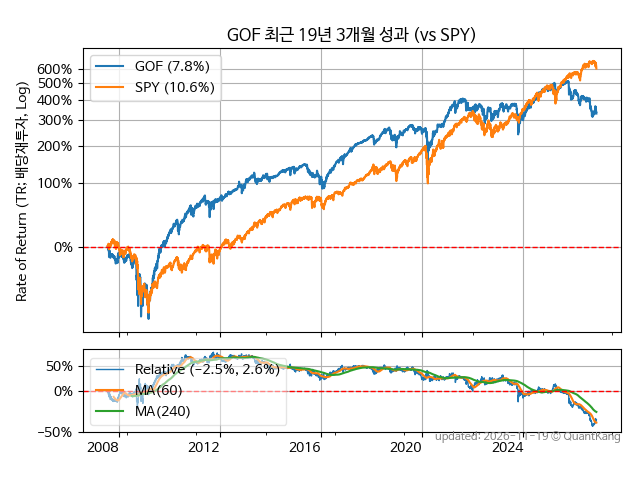 GOF 최근 19년 3개월 성과 (vs SPY)
GOF (7.8%)
SPY (10.6%)
600%
500%
400%
300%
200%
100%
0%
Rate of Return (TR; 배당재투자, Log)
Relative (−2.5%, 2.6%)
MA(60)
MA(240)
50%
0%
−50%
2008 2012 2016 2020 2024
updated: 2026−11−19 © QuantKang